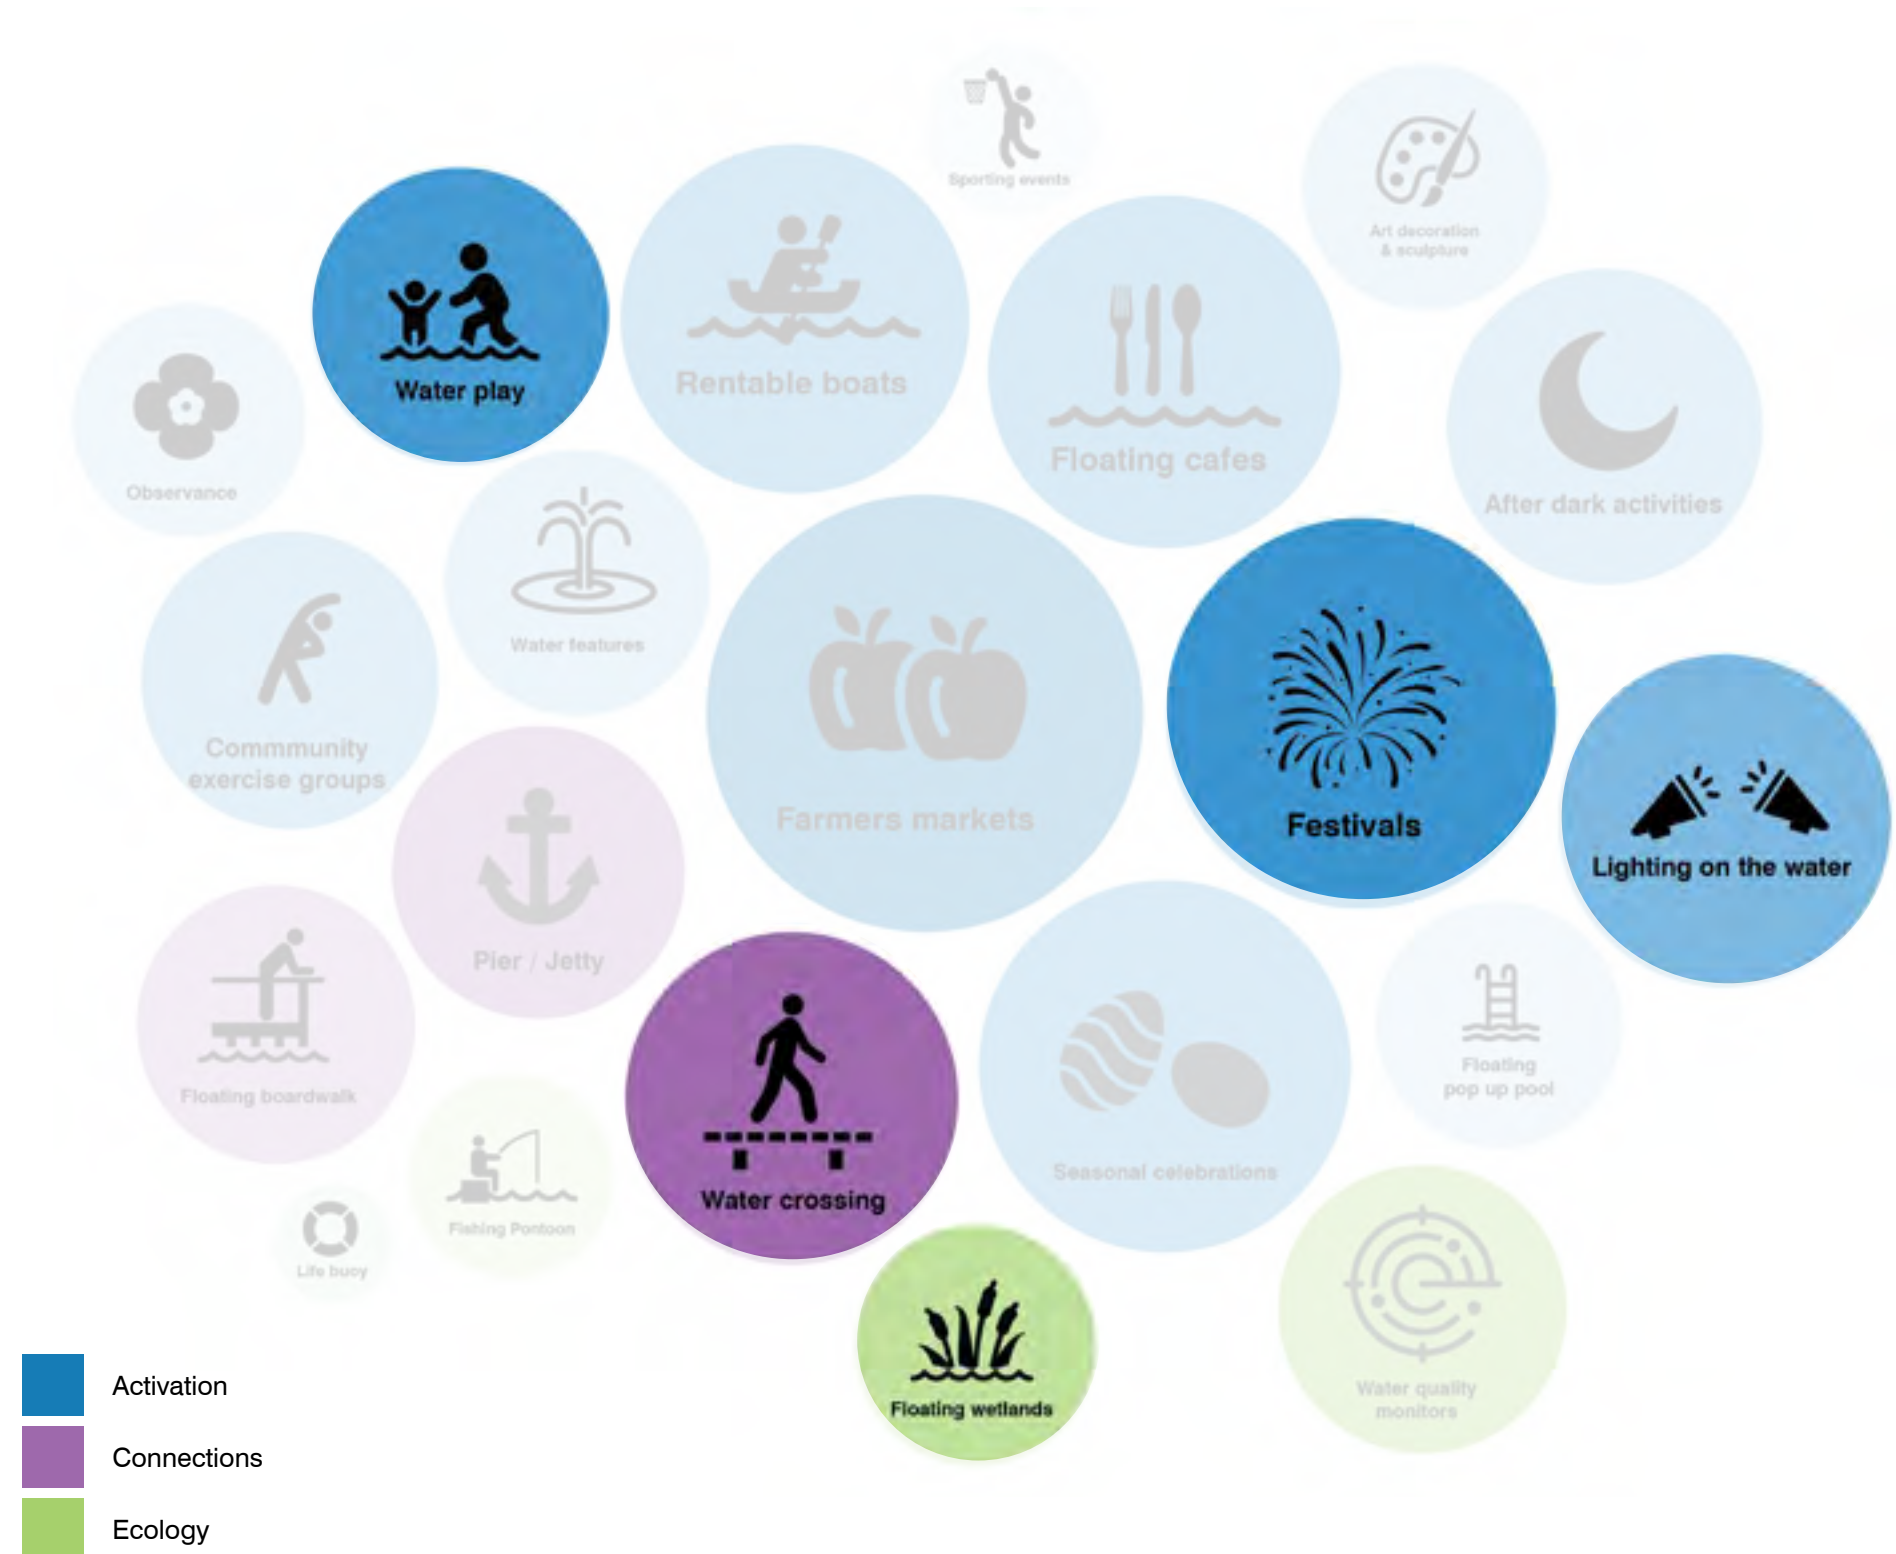 Sporting events
Art decoration
& sculpture
Water play
Rentable boats
Floating cafes
Observance
After dark activities
Water features
Commmunity
exercise groups
Farmers markets
Festivals
Lighting on the water
Pier / Jetty
Floating boardwalk
Water crossing
Seasonal celebrations
Floating
pop up pool
Fishing Pontoon
Life buoy
Floating wetlands
Water quality
monitors
Activation
Connections
Ecology